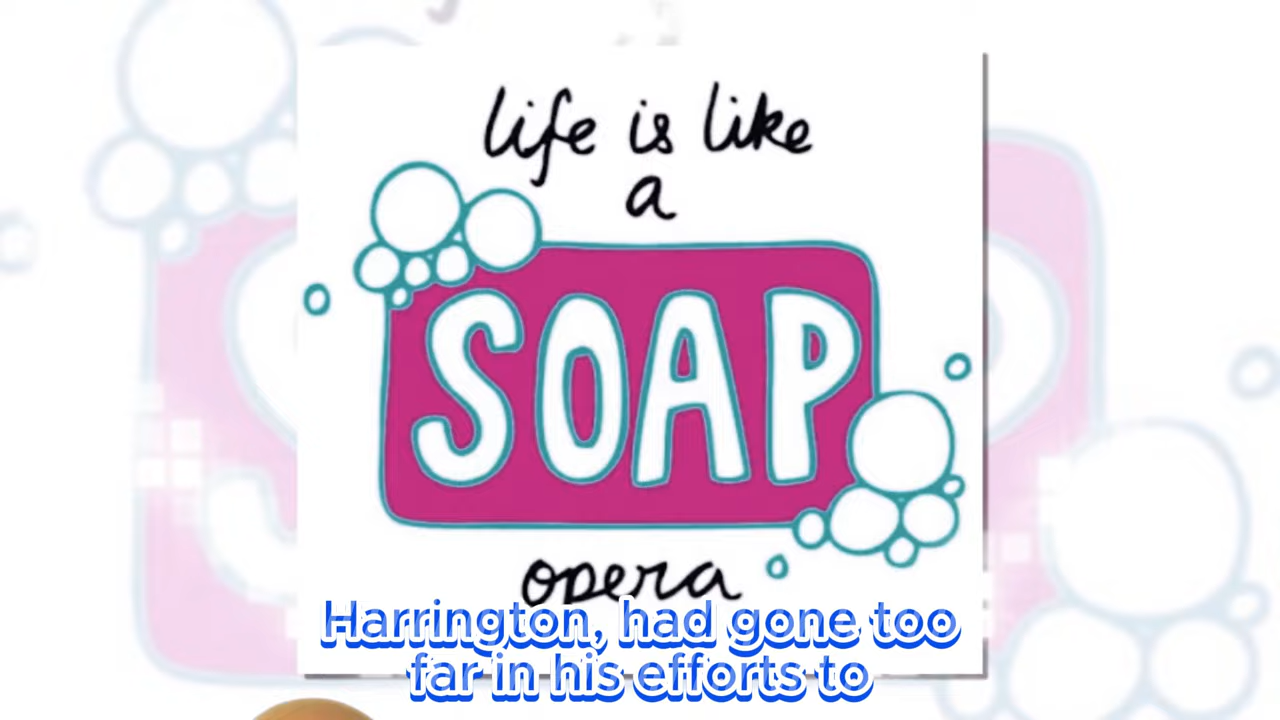 life is like
a
SOAP
opera
Harrington, had gone too
far in his efforts to